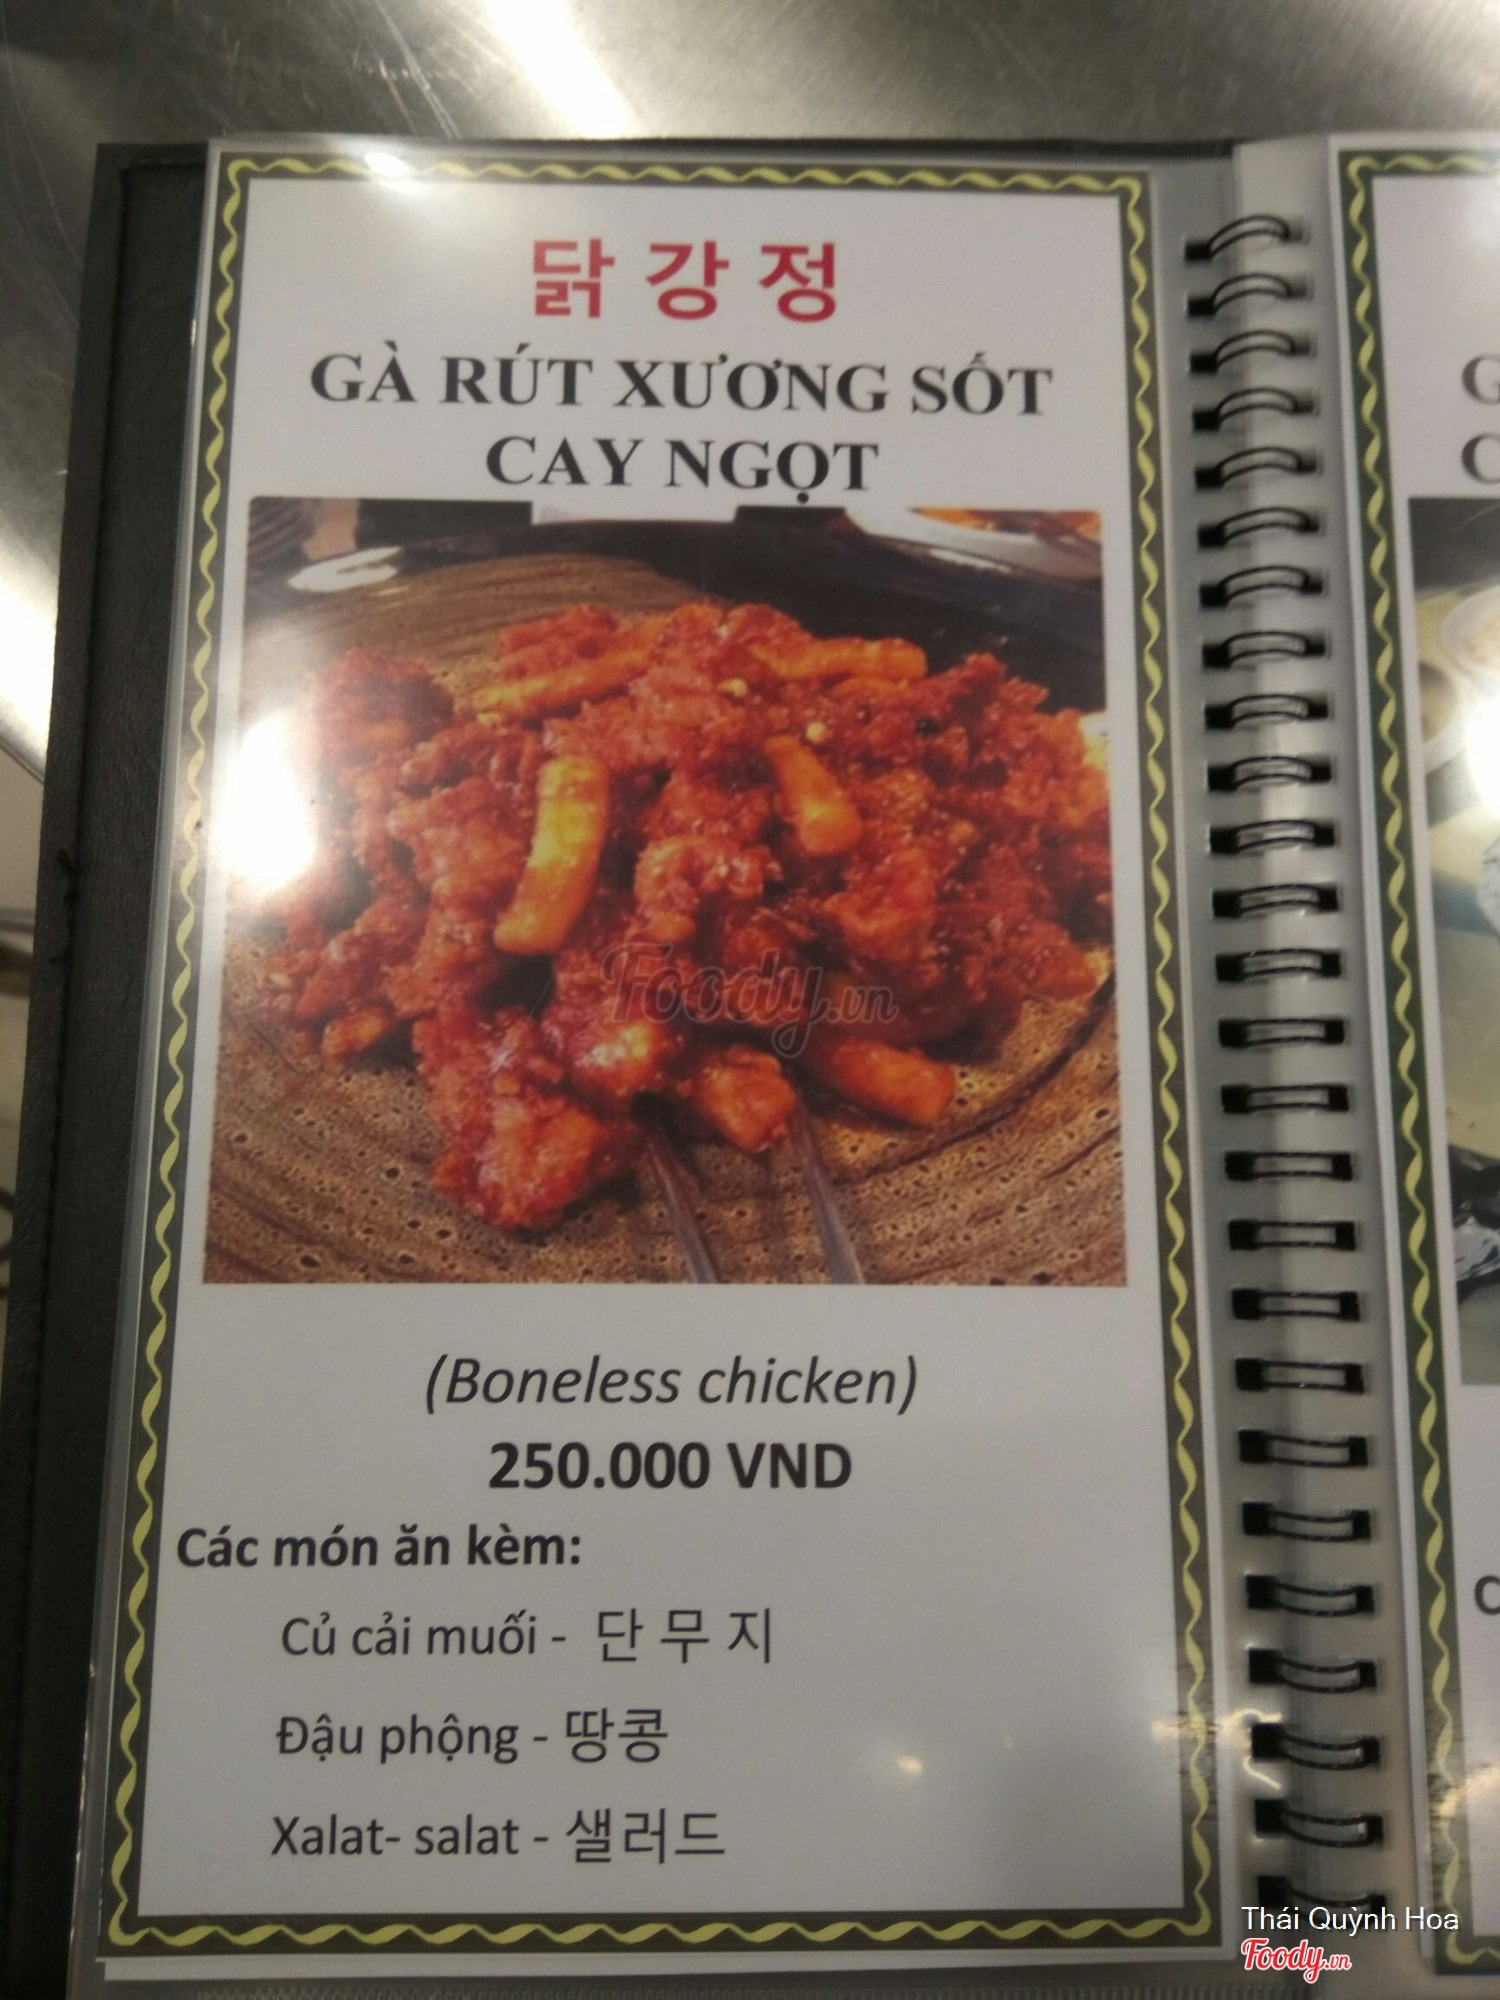 닭 강 정
GÀ RÚT XƯƠNG SỐT
CAY NGỌT
Foody.vn
(Boneless chicken)
250.000 VND
Các món ăn kèm:
Củ cải muối - 단 무 지
Đậu phộng - 땅콩
Xalat- salat - 샐러드
Thái Quỳnh Hoa
Foody.vn